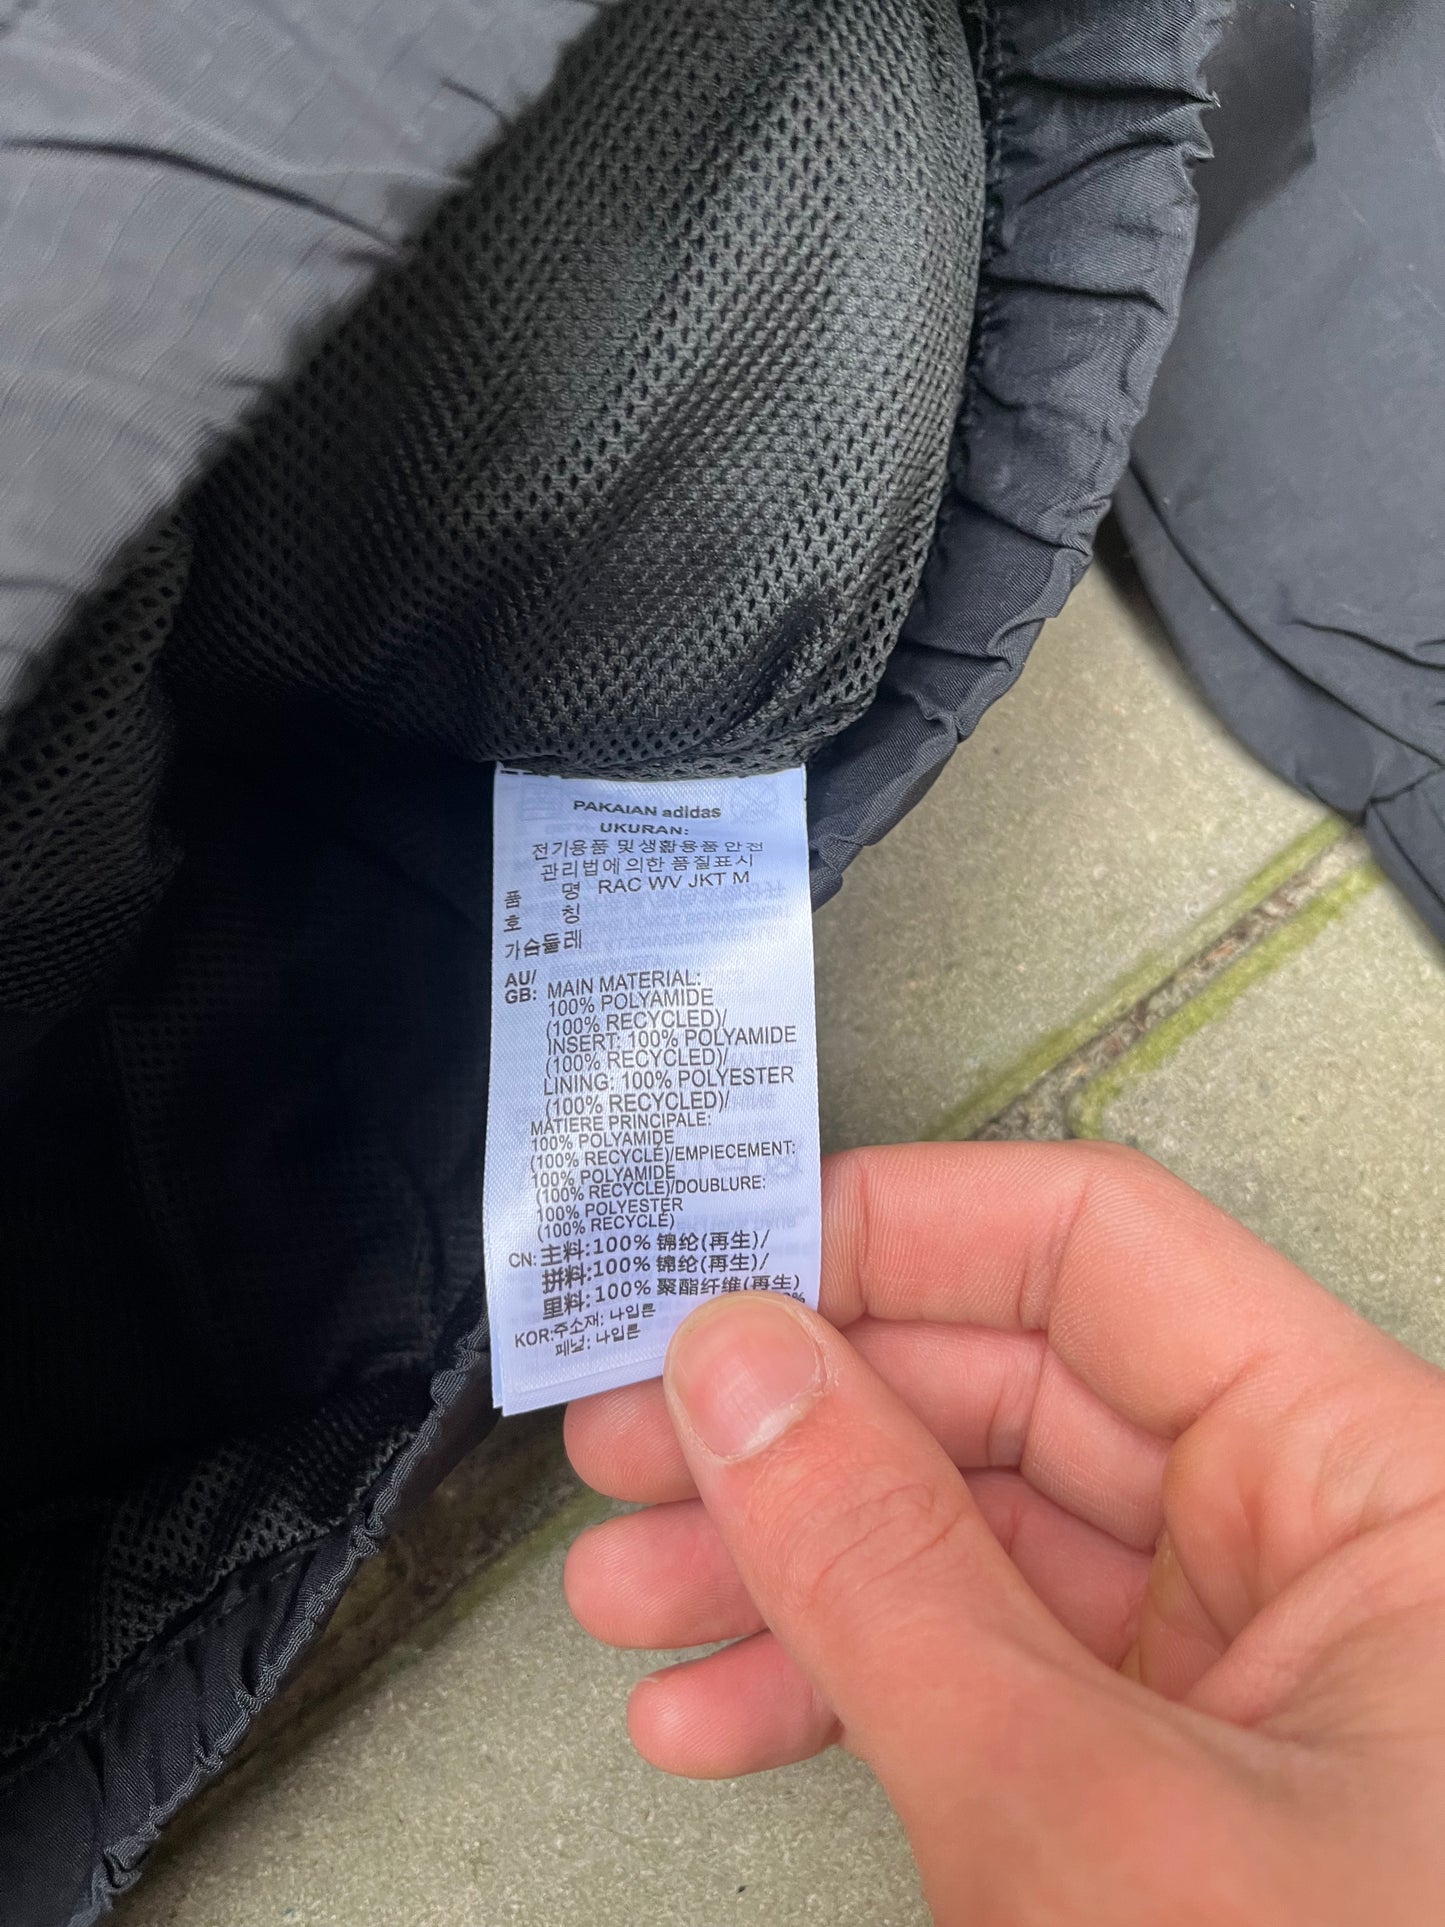 PAKAIAN adidas
UKURAN:
전기용품 및생활용품 안전
관리법에의한 품질표시
품 명 RAC WV JKT M
호 칭
가슴둘레
AU/
GB: MAIN MATERIAL:
100% POLYAMIDE
(100% RECYCLED)/
INSERT: 100% POLYAMIDE
(100% RECYCLED)/
LINING: 100% POLYESTER
(100% RECYCLED)/
MATIERE PRINCIPALE:
100% POLYAMIDE
(100% RECYCLÉ)/EMPIECEMENT:
100% POLYAMIDE
(100% RECYCLÉ)/DOUBLURE:
100% POLYESTER
(100% RECYCLÉ)
CN: 主料:100% 锦纶(再生)/
拼料:100% 锦纶(再生)/
里料:100% 聚酯纤维(再生)
KOR:주소재: 나일론
패널: 나일론